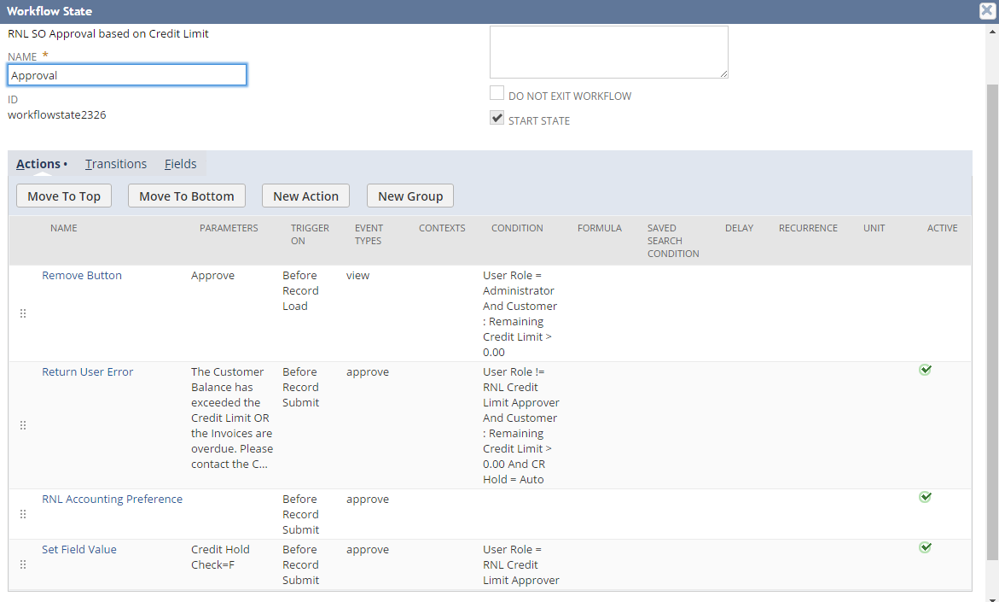 Workflow State
RNL SO Approval based on Credit Limit
NAME *
Approval
ID
workflowstate2326
DO NOT EXIT WORKFLOW
START STATE
Actions • Transitions Fields
Move To Top Move To Bottom New Action New Group
NAME PARAMETERS TRIGGER ON EVENT TYPES CONTEXTS CONDITION FORMULA SAVED SEARCH CONDITION DELAY RECURRENCE UNIT ACTIVE
Remove Button
Approve
Before
Record
Load
view
User Role =
Administrator
And Customer
: Remaining
Credit Limit >
0.00
Return User Error
The Customer
Balance has
exceeded the
Credit Limit OR
the Invoices are
overdue. Please
contact the C...
Before
Record
Submit
approve
User Role !=
RNL Credit
Limit Approver
And Customer
: Remaining
Credit Limit >
0.00 And CR
Hold = Auto
RNL Accounting Preference
Before
Record
Submit
approve
Set Field Value
Credit Hold
Check=F
Before
Record
Submit
approve
User Role =
RNL Credit
Limit Approver